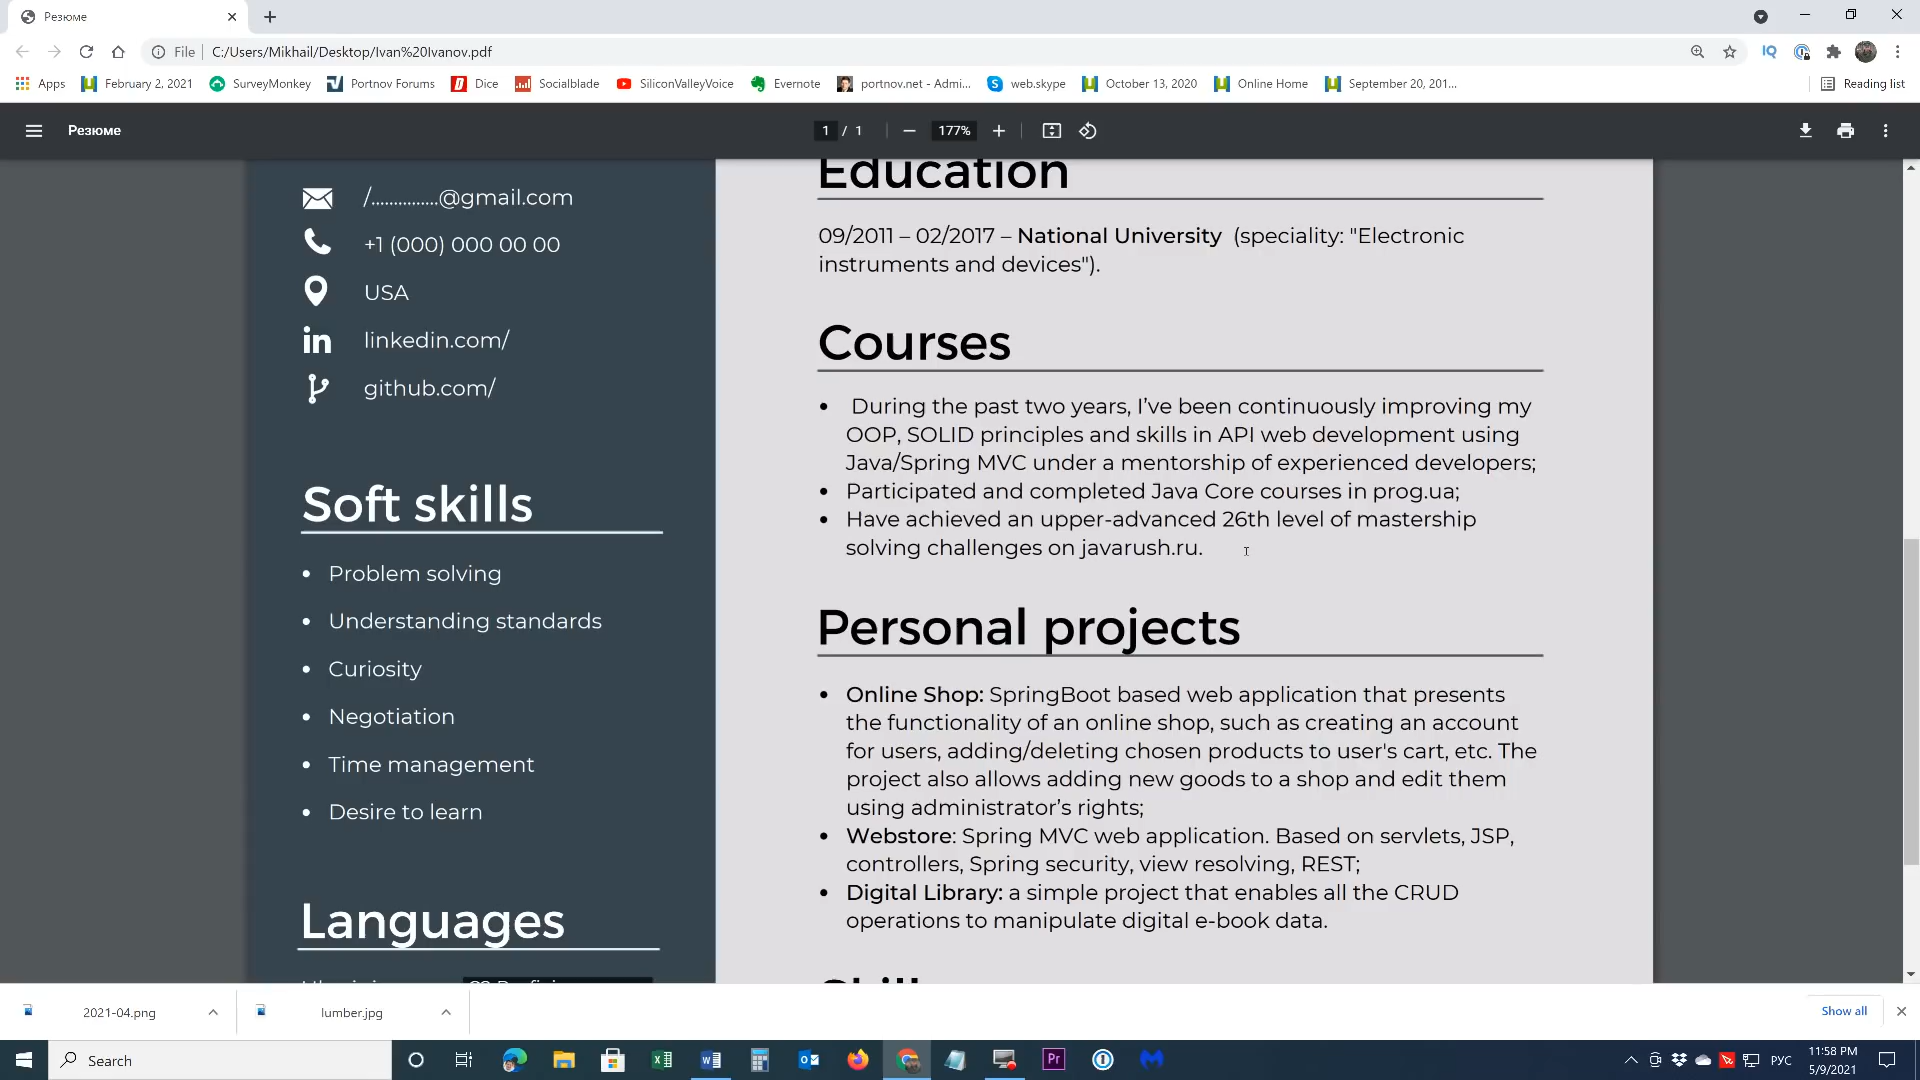 Резюме
File
C:/Users/Mikhail/Desktop/Ivan%20Ivanov.pdf
Apps
February 2, 2021
SurveyMonkey
Portnov Forums
Dice
Socialblade
SiliconValleyVoice
Evernote
portnov.net - Admi...
web.skype
October 13, 2020
Online Home
September 20, 201...
Reading list
Резюме
1 / 1
177%
/...............@gmail.com
+1 (000) 000 00 00
USA
linkedin.com/
github.com/
Soft skills
• Problem solving
• Understanding standards
• Curiosity
• Negotiation
• Time management
• Desire to learn
Languages
Education
09/2011 – 02/2017 – National University (speciality: "Electronic
instruments and devices").
Courses
• During the past two years, I’ve been continuously improving my
OOP, SOLID principles and skills in API web development using
Java/Spring MVC under a mentorship of experienced developers;
• Participated and completed Java Core courses in prog.ua;
• Have achieved an upper-advanced 26th level of mastership
solving challenges on javarush.ru.
Personal projects
• Online Shop: SpringBoot based web application that presents
the functionality of an online shop, such as creating an account
for users, adding/deleting chosen products to user's cart, etc. The
project also allows adding new goods to a shop and edit them
using administrator’s rights;
• Webstore: Spring MVC web application. Based on servlets, JSP,
controllers, Spring security, view resolving, REST;
• Digital Library: a simple project that enables all the CRUD
operations to manipulate digital e-book data.
2021-04.png
lumber.jpg
Show all
Search
РУС
11:58 PM
5/9/2021